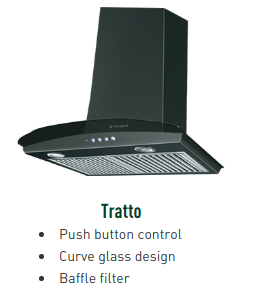 Tratto
• Push button control
• Curve glass design
• Baffle filter